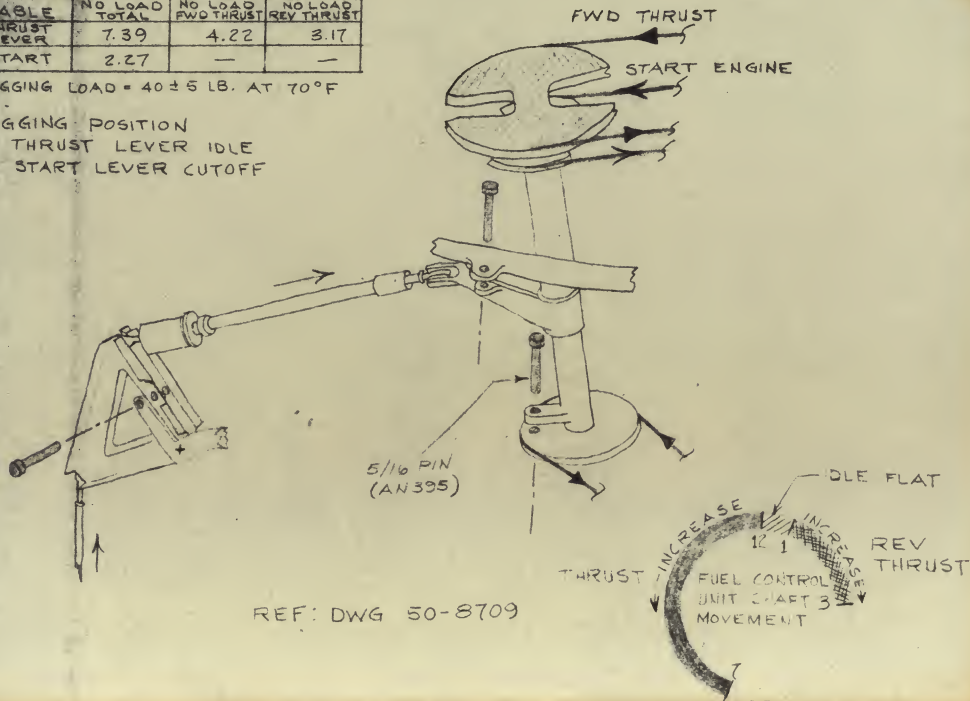 NO LOAD TOTAL NO LOAD FWD THRUST NO LOAD REV THRUST
7.39 4.22 3.17
2.27 — —
LOAD = 40 ± 5 LB. AT 70°F
POSITION
THRUST LEVER IDLE
START LEVER CUTOFF
FWD THRUST
START ENGINE
5/16 PIN
(AN395)
IDLE FLAT
INCREASE
INCREASE
12 1
REV
THRUST
THRUST
FUEL CONTROL
UNIT SHAFT 3
MOVEMENT
7
REF: DWG 50-8709